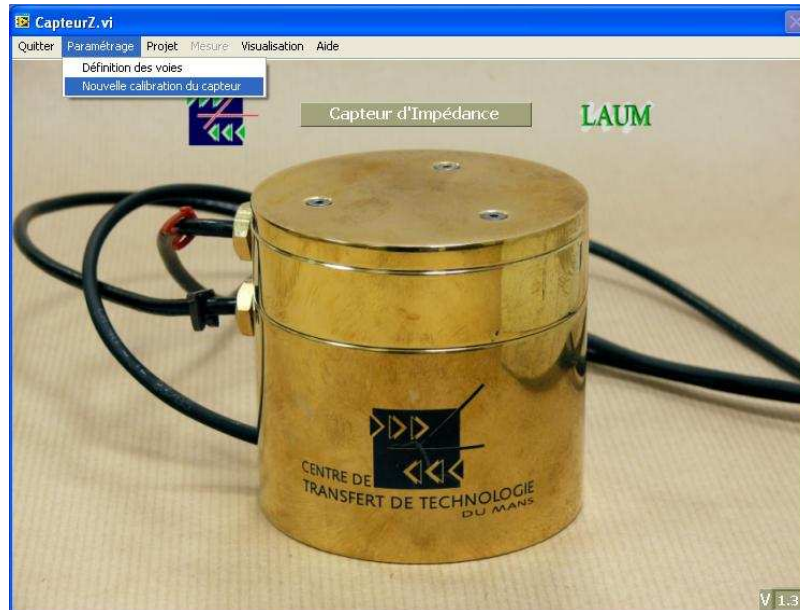 CapteurZ.vi
Quitter Paramétrage Projet Mesure Visualisation Aide
Définition des voies
Nouvelle calibration du capteur
Capteur d'Impédance
LAUM
CENTRE DE
TRANSFERT DE TECHNOLOGIE
DU MANS
V 1.3